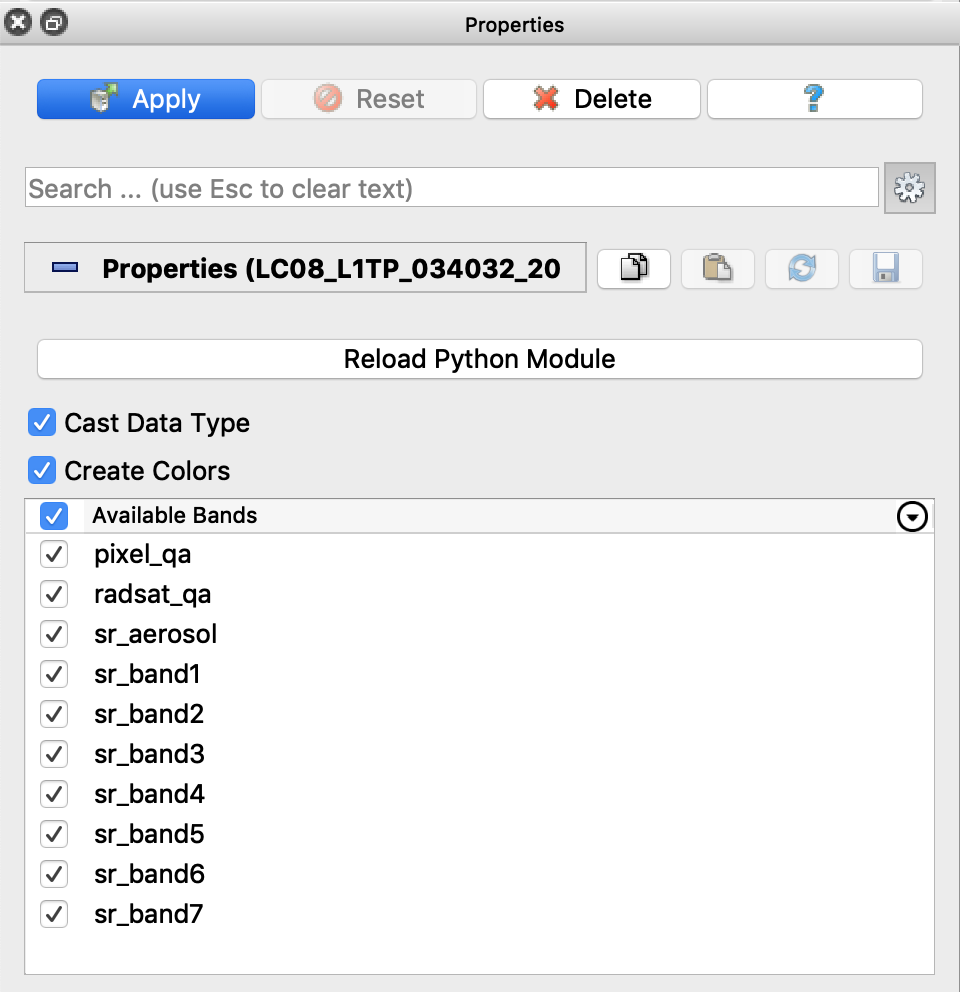 Properties
Apply
Reset
Delete
?
Search ... (use Esc to clear text)
Properties (LC08_L1TP_034032_20
Reload Python Module
Cast Data Type
Create Colors
Available Bands
pixel_qa
radsat_qa
sr_aerosol
sr_band1
sr_band2
sr_band3
sr_band4
sr_band5
sr_band6
sr_band7